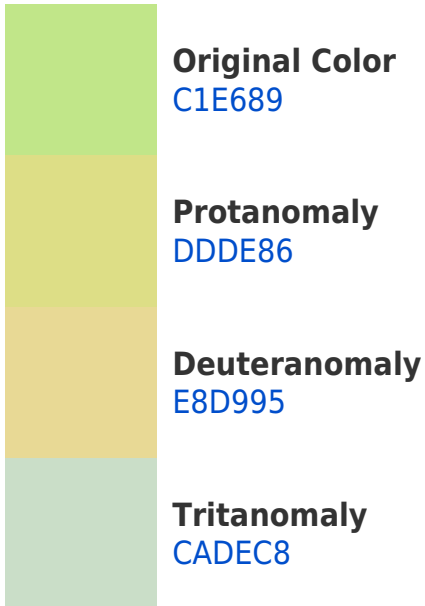 Original Color
C1E689
Protanomaly
DDDE86
Deuteranomaly
E8D995
Tritanomaly
CADEC8